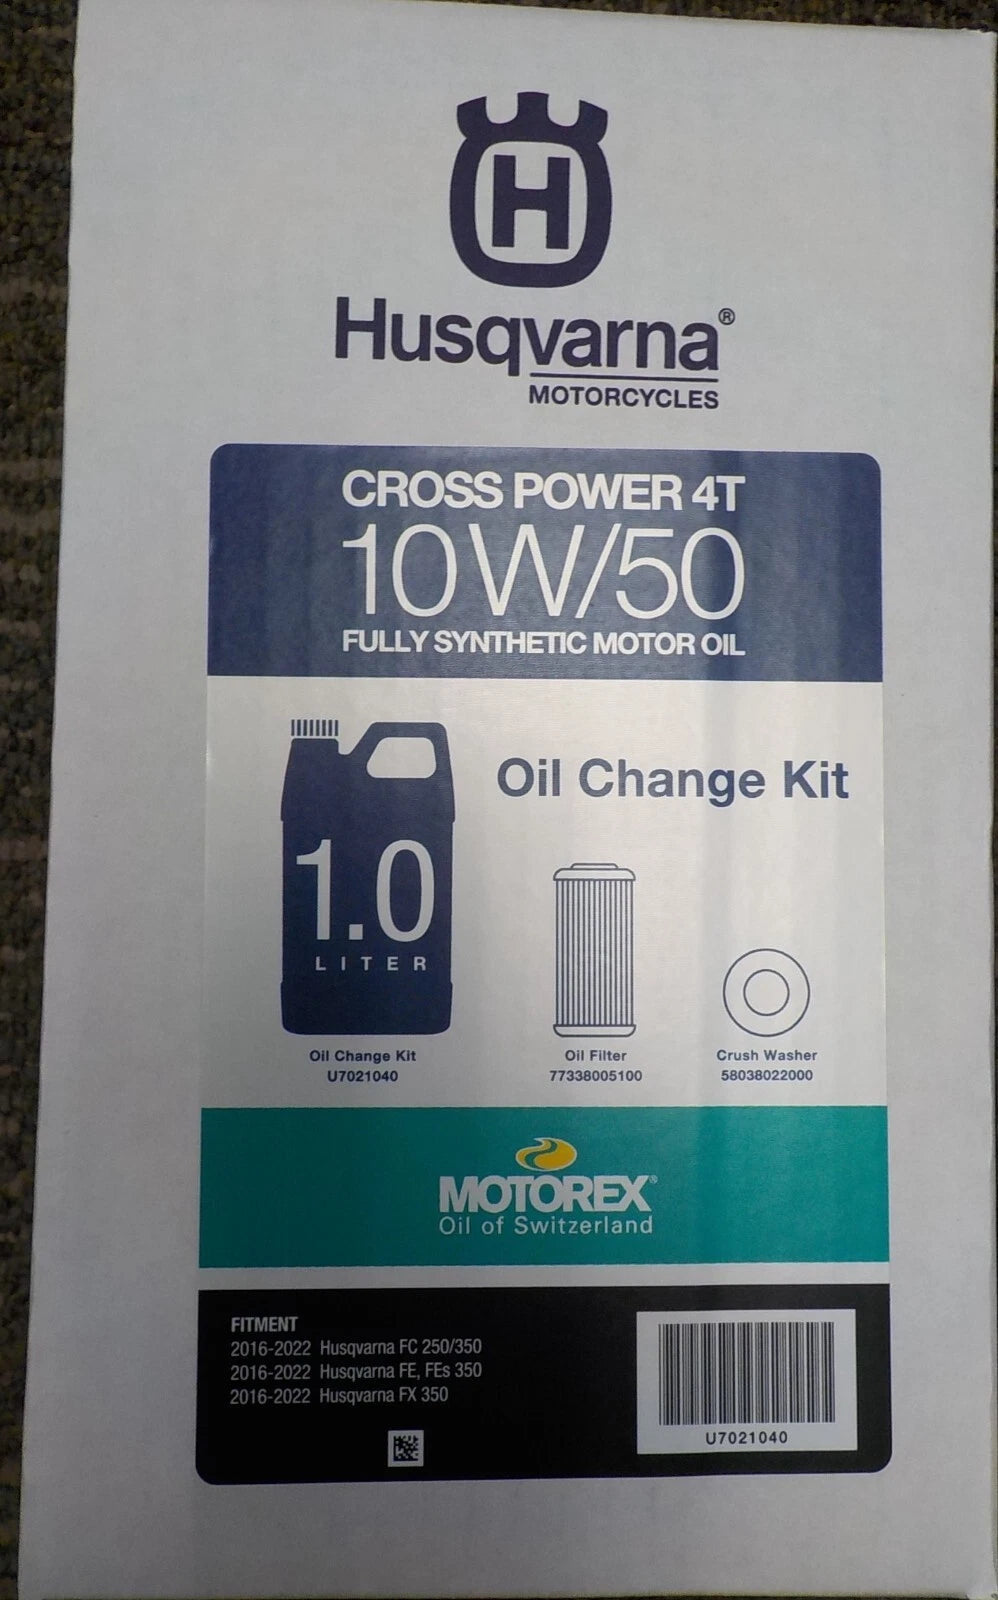 H
Husqvarna®
MOTORCYCLES
CROSS POWER 4T
10W/50
FULLY SYNTHETIC MOTOR OIL
Oil Change Kit
1.0
LITER
Oil Change Kit
U7021040
Oil Filter
77338005100
Crush Washer
58038022000
MOTOREX®
Oil of Switzerland
FITMENT
2016-2022 Husqvarna FC 250/350
2016-2022 Husqvarna FE, FEs 350
2016-2022 Husqvarna FX 350
U7021040